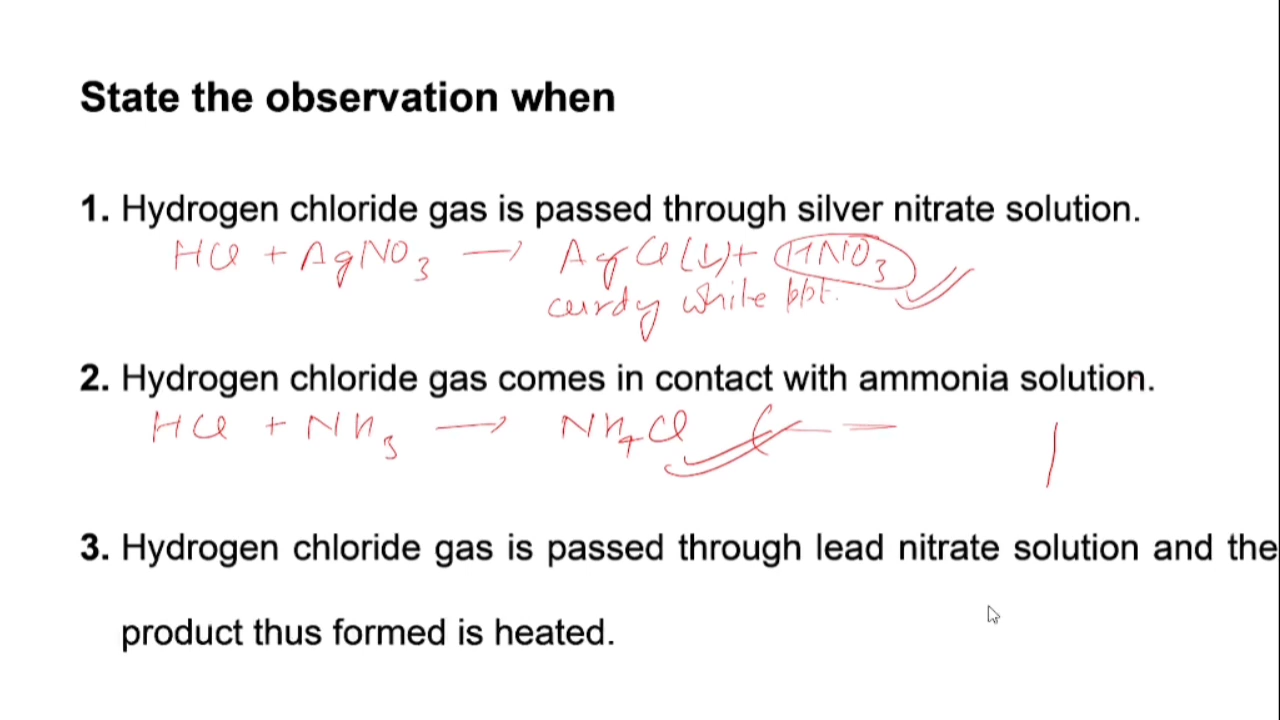 State the observation when
1. Hydrogen chloride gas is passed through silver nitrate solution.
HCl + AgNO3 → AgCl(↓)+ HNO3
curdy white ppt.
2. Hydrogen chloride gas comes in contact with ammonia solution.
HCl + NH3 → NH4Cl
3. Hydrogen chloride gas is passed through lead nitrate solution and the
product thus formed is heated.